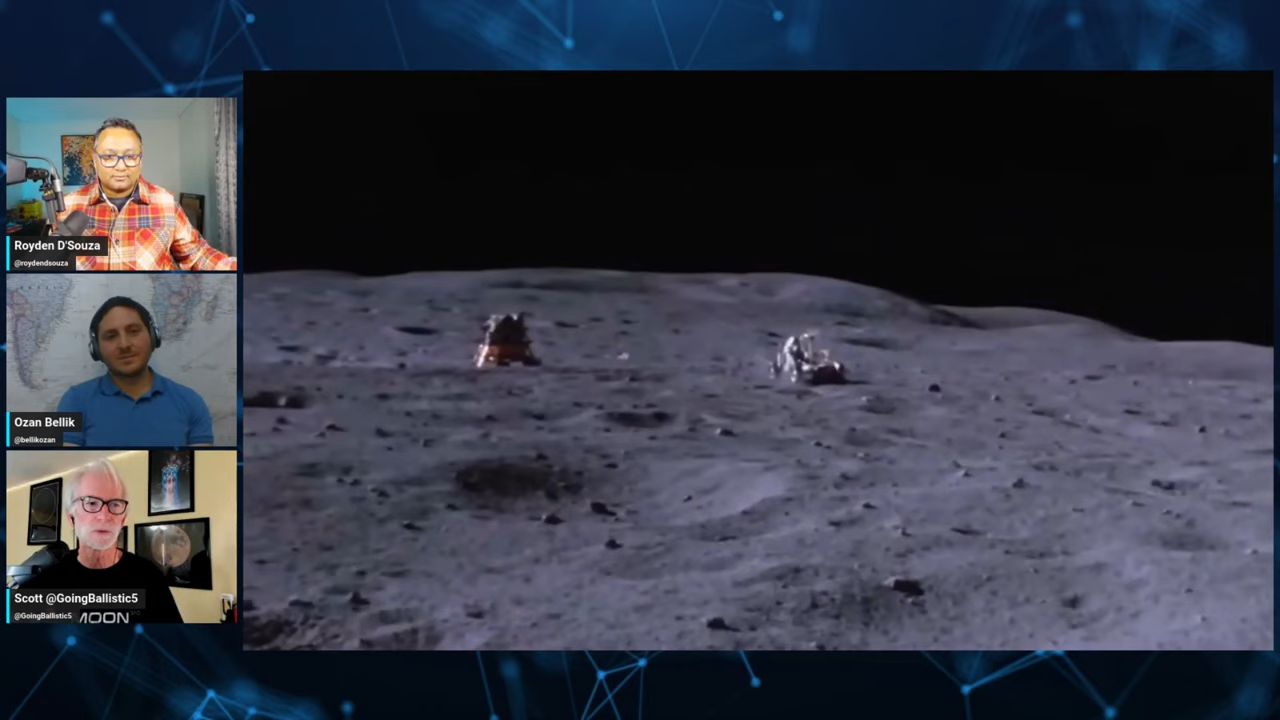 Royden D'Souza
@roydendsouza
Ozan Bellik
@bellikozan
Scott @GoingBallistic5
@GoingBallistic5
MOON